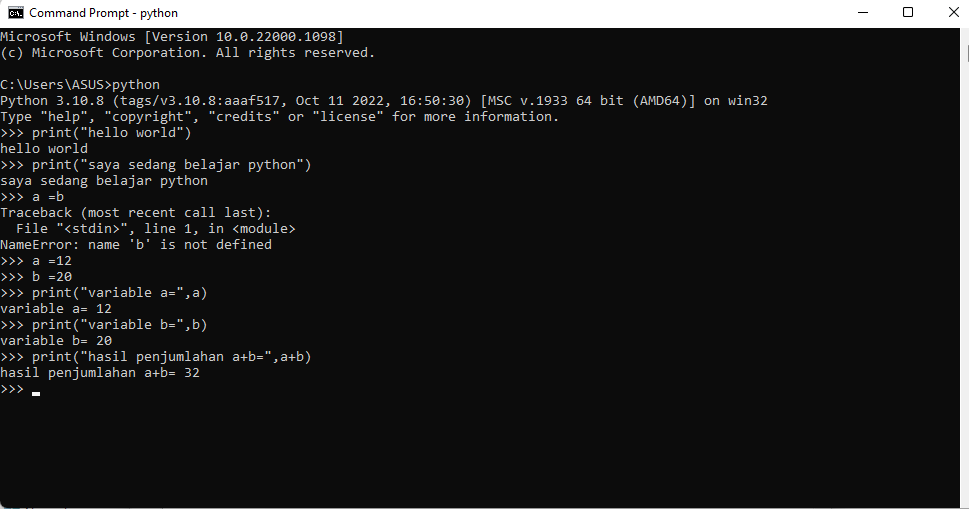 Command Prompt - python
Microsoft Windows [Version 10.0.22000.1098]
(c) Microsoft Corporation. All rights reserved.
C:\Users\ASUS>python
Python 3.10.8 (tags/v3.10.8:aaaf517, Oct 11 2022, 16:50:30) [MSC v.1933 64 bit (AMD64)] on win32
Type "help", "copyright", "credits" or "license" for more information.
>>> print("hello world")
hello world
>>> print("saya sedang belajar python")
saya sedang belajar python
>>> a =b
Traceback (most recent call last):
  File "<stdin>", line 1, in <module>
NameError: name 'b' is not defined
>>> a =12
>>> b =20
>>> print("variable a=",a)
variable a= 12
>>> print("variable b=",b)
variable b= 20
>>> print("hasil penjumlahan a+b=",a+b)
hasil penjumlahan a+b= 32
>>>